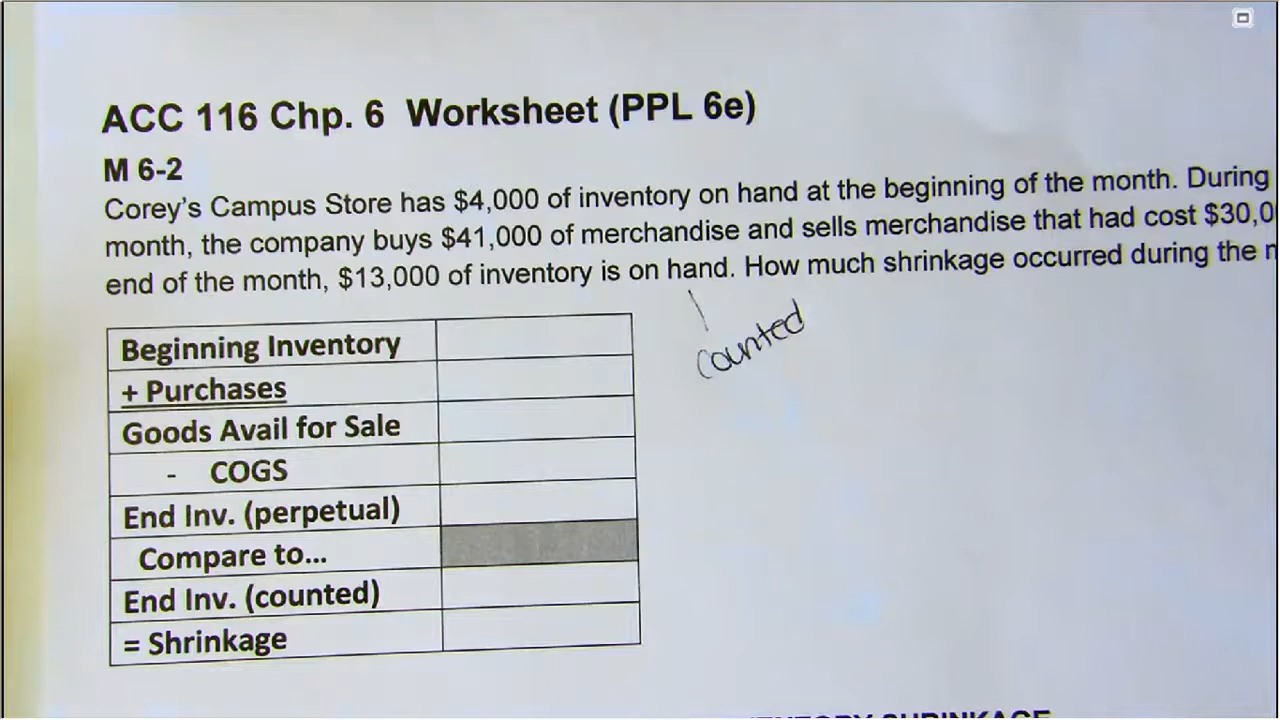 ACC 116 Chp. 6 Worksheet (PPL 6e)
M 6-2
Corey's Campus Store has $4,000 of inventory on hand at the beginning of the month. During
month, the company buys $41,000 of merchandise and sells merchandise that had cost $30,0
end of the month, $13,000 of inventory is on hand. How much shrinkage occurred during the
counted
Beginning Inventory
+ Purchases
Goods Avail for Sale
- COGS
End Inv. (perpetual)
Compare to...
End Inv. (counted)
= Shrinkage
SHRINKAGE